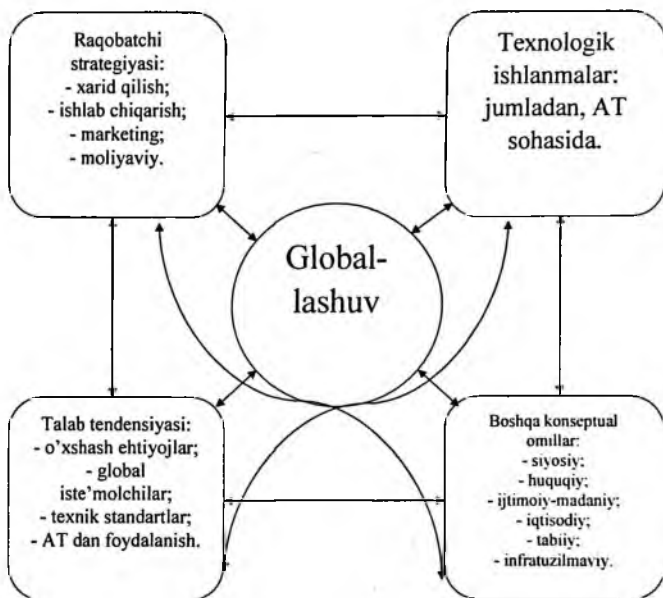 Raqobatchi
strategiyasi:
- xarid qilish;
- ishlab chiqarish;
- marketing;
- moliyaviy.
Texnologik
ishlanmalar:
jumladan, AT
sohasida.
Global-
lashuv
Talab tendensiyasi:
- o'xshash ehtiyojlar;
- global
iste'molchilar;
- texnik standartlar;
- AT dan foydalanish.
Boshqa konseptual
omillar:
- siyosiy;
- huquqiy;
- ijtimoiy-madaniy;
- iqtisodiy;
- tabiiy;
- infratuzilmaviy.